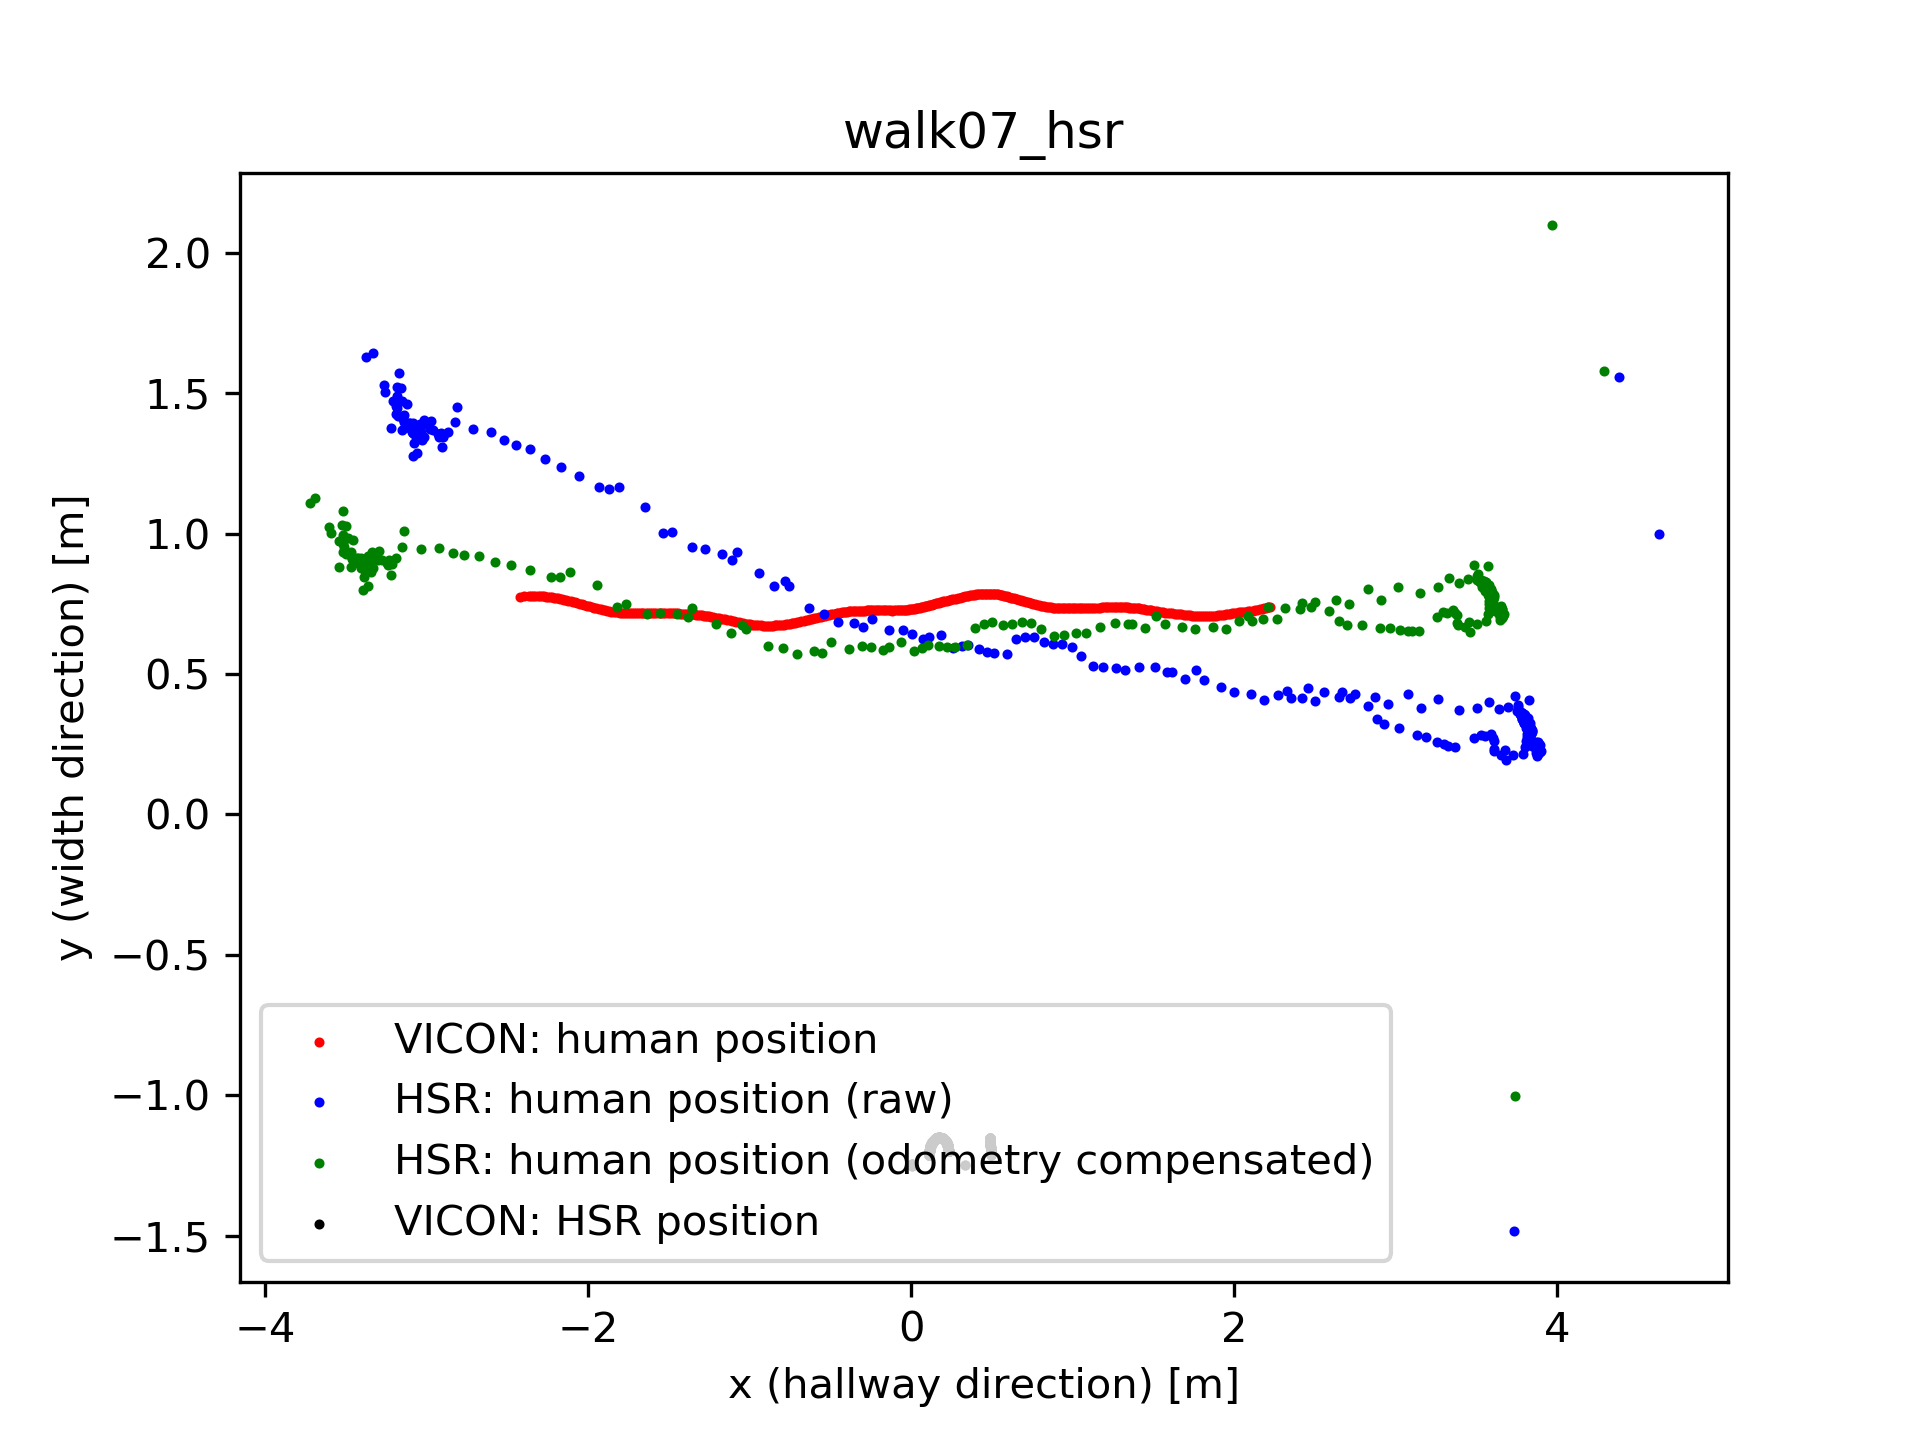 walk07_hsr
2.0
1.5
1.0
0.5
0.0
−0.5
−1.0
−1.5
y (width direction) [m]
VICON: human position
HSR: human position (raw)
HSR: human position (odometry compensated)
VICON: HSR position
−4
−2
0
2
4
x (hallway direction) [m]